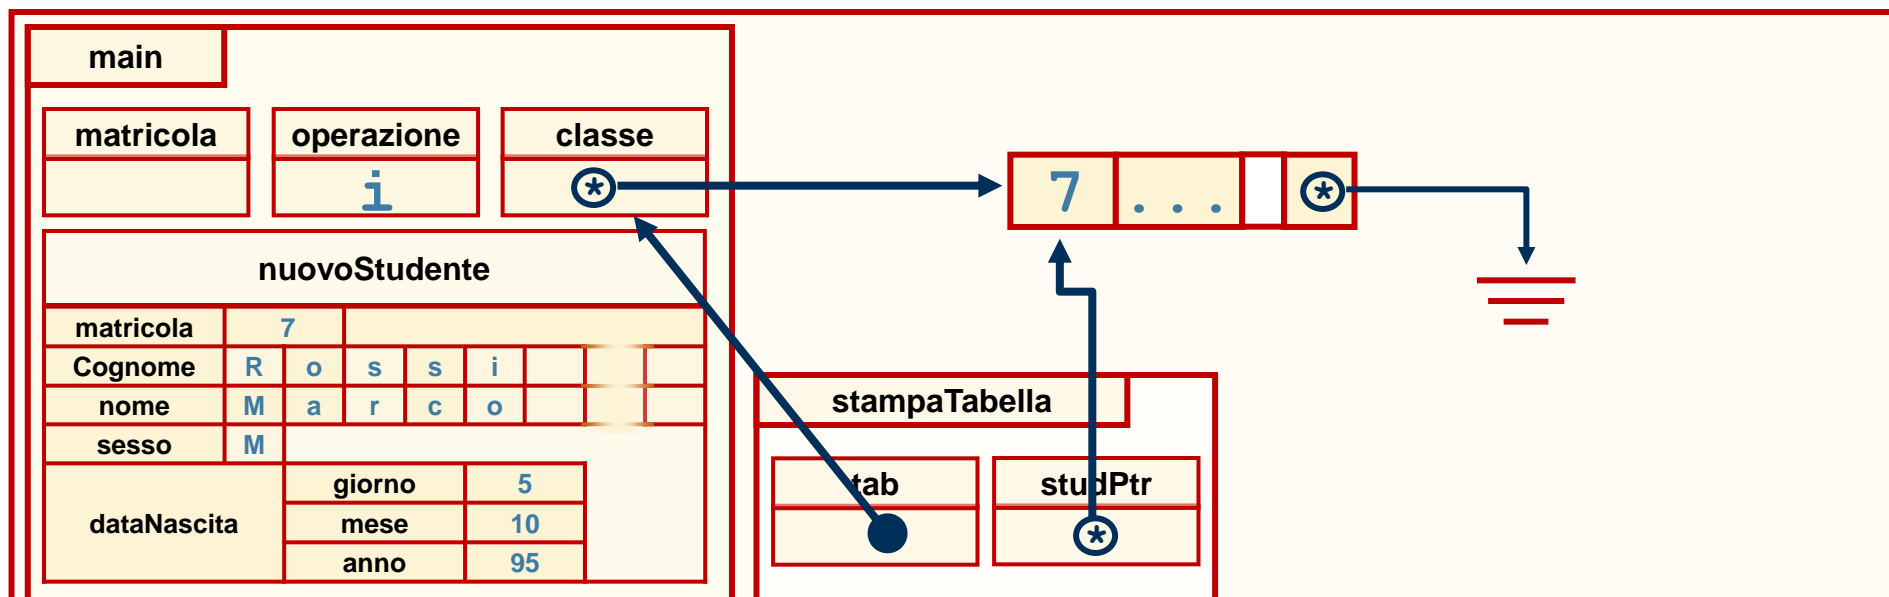 main
matricola operazione classe
i *
7 . . . *
nuovoStudente
matricola 7
Cognome R o s s i
nome M a r c o
sesso M
dataNascita giorno 5
mese 10
anno 95
stampaTabella
tab studPtr
*